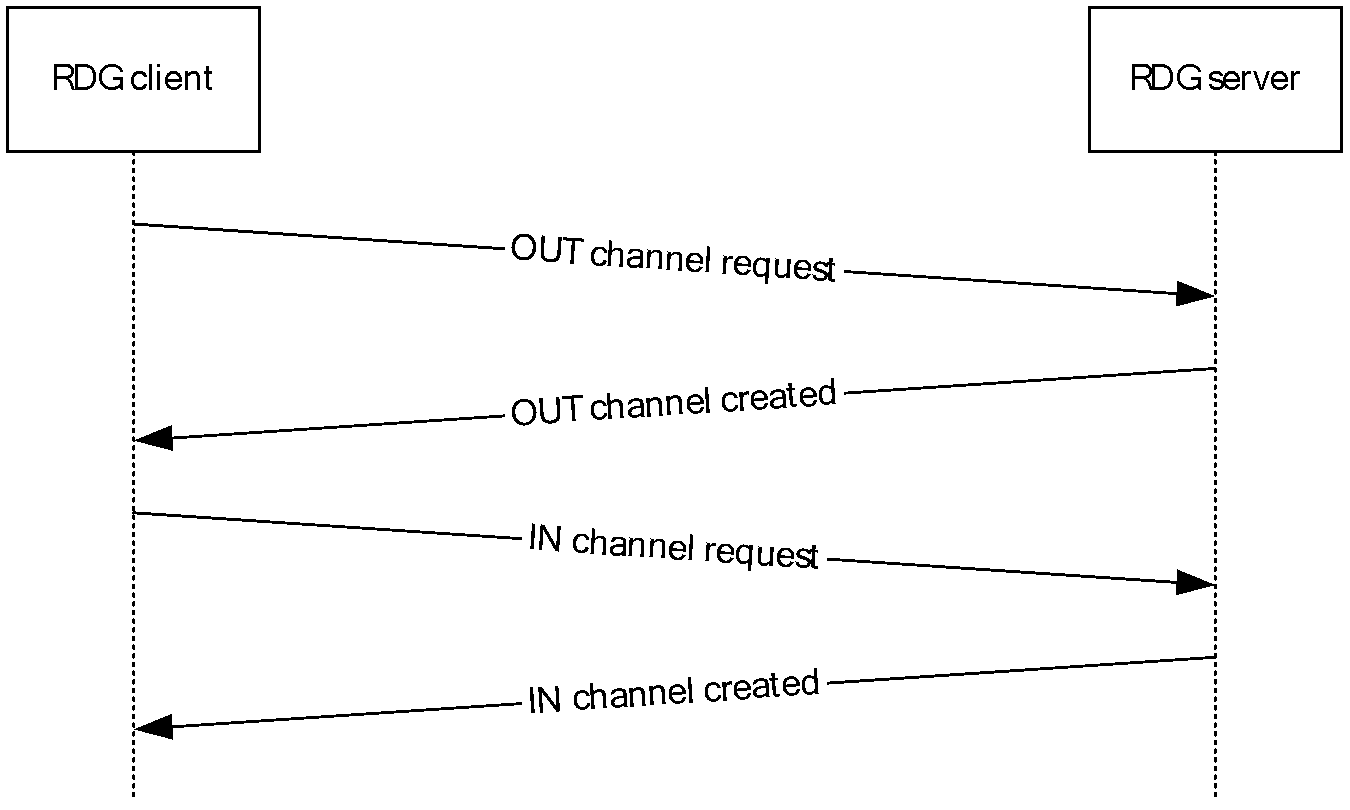 RDG client
RDG server
OUT channel request
OUT channel created
IN channel request
IN channel created